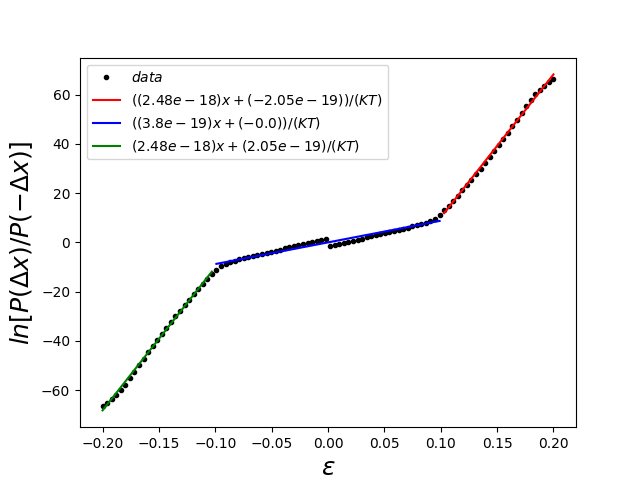 data
((2.48e − 18)x + (−2.05e − 19))/(KT)
((3.8e − 19)x + (−0.0))/(KT)
(2.48e − 18)x + (2.05e − 19)/(KT)
ln[P(Δx)/P(−Δx)]
60
40
20
0
−20
−40
−60
−0.20 −0.15 −0.10 −0.05 0.00 0.05 0.10 0.15 0.20
ε